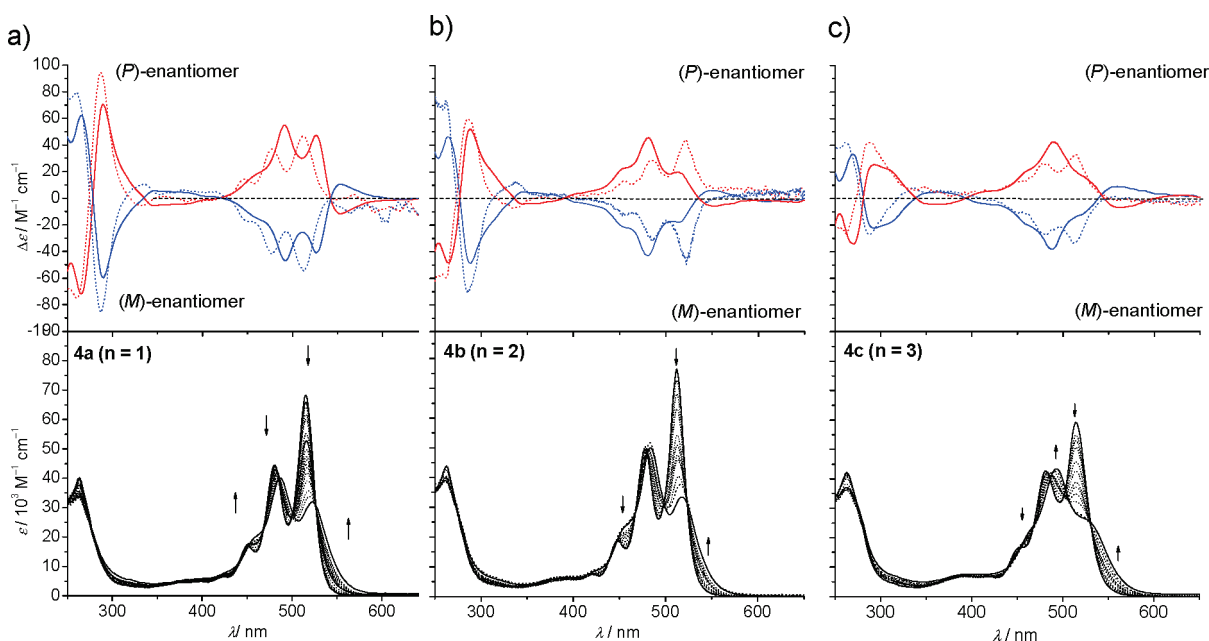 a)
b)
c)
(P)-enantiomer
(P)-enantiomer
(P)-enantiomer
100
80
60
40
20
0
-20
-40
-60
-80
-100
Δε / M⁻¹ cm⁻¹
(M)-enantiomer
(M)-enantiomer
(M)-enantiomer
4a (n = 1)
4b (n = 2)
4c (n = 3)
80
70
60
50
40
30
20
10
0
ε / 10³ M⁻¹ cm⁻¹
300 400 500 600
300 400 500 600
300 400 500 600
λ/ nm
λ / nm
λ / nm